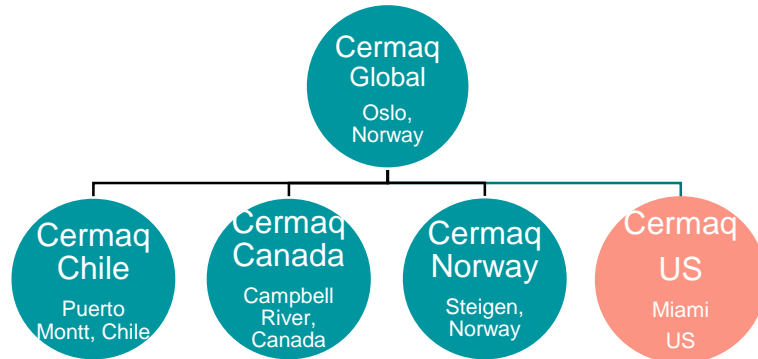 Cermaq
Global
Oslo,
Norway
Cermaq
Chile
Puerto
Montt, Chile
Cermaq
Canada
Campbell
River,
Canada
Cermaq
Norway
Steigen,
Norway
Cermaq
US
Miami
US